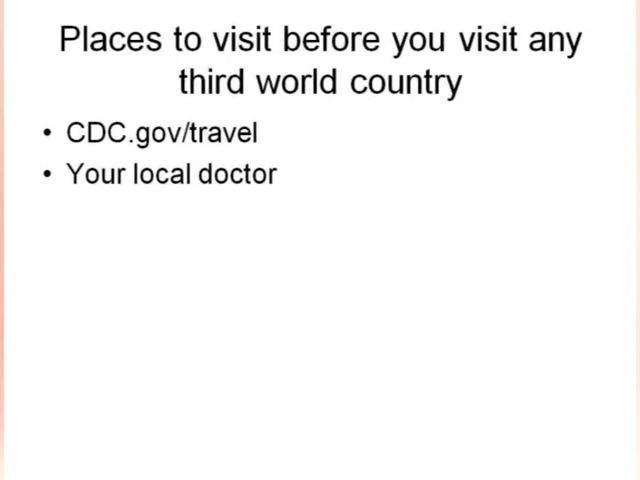 Places to visit before you visit any
third world country
• CDC.gov/travel
• Your local doctor